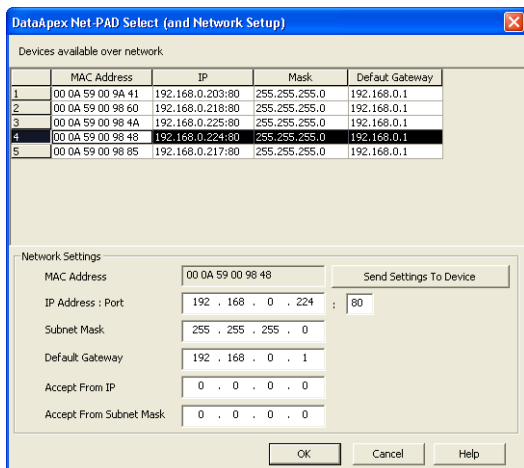 DataApex Net-PAD Select (and Network Setup)
Devices available over network
MAC Address IP Mask Defaut Gateway
1 00 0A 59 00 9A 41 192.168.0.203:80 255.255.255.0 192.168.0.1
2 00 0A 59 00 98 60 192.168.0.218:80 255.255.255.0 192.168.0.1
3 00 0A 59 00 98 4A 192.168.0.225:80 255.255.255.0 192.168.0.1
4 00 0A 59 00 98 48 192.168.0.224:80 255.255.255.0 192.168.0.1
5 00 0A 59 00 98 85 192.168.0.217:80 255.255.255.0 192.168.0.1
Network Settings
MAC Address 00 0A 59 00 98 48 Send Settings To Device
IP Address : Port 192 . 168 . 0 . 224 : 80
Subnet Mask 255 . 255 . 255 . 0
Default Gateway 192 . 168 . 0 . 1
Accept From IP 0 . 0 . 0 . 0
Accept From Subnet Mask 0 . 0 . 0 . 0
OK Cancel Help